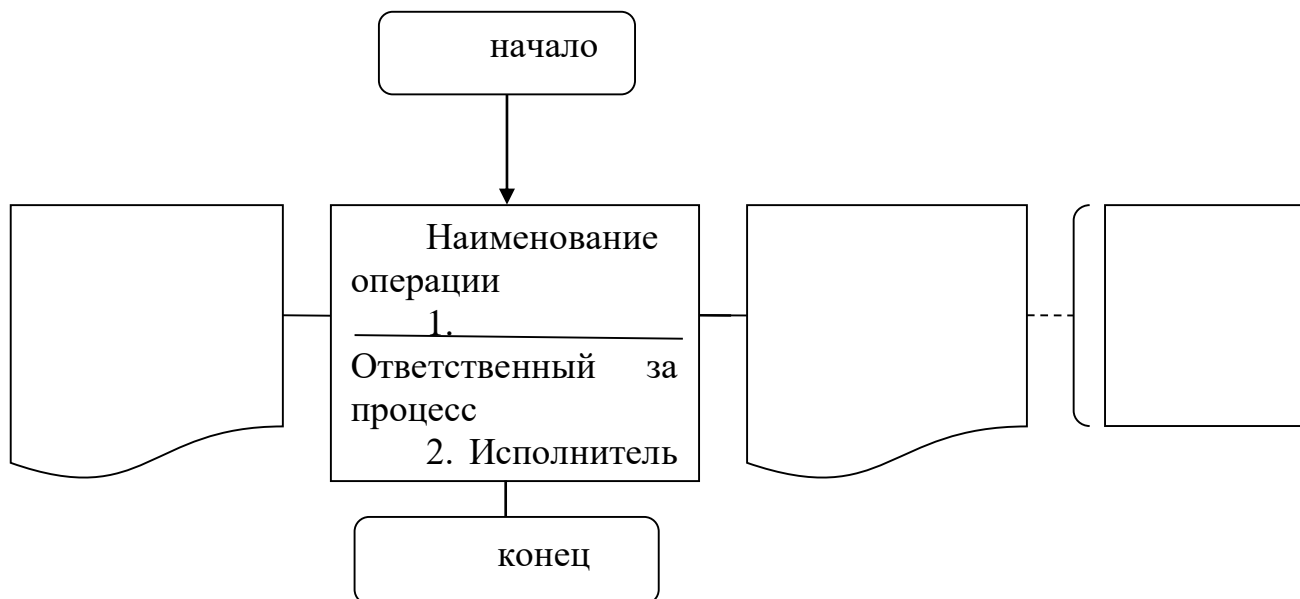 начало
Наименование
операции
1.
Ответственный за
процесс
2. Исполнитель
конец